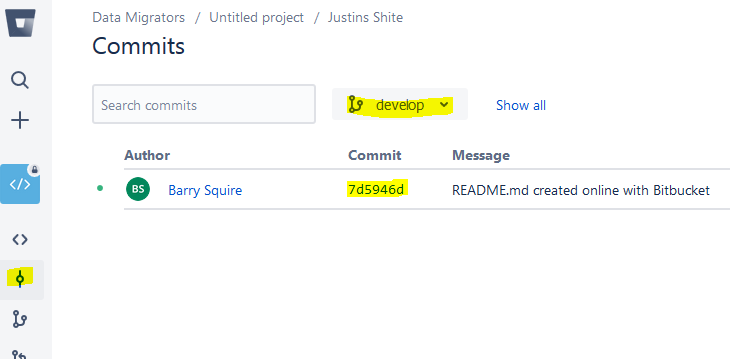 Data Migrators / Untitled project / Justins Shite
Commits
Search commits
develop
Show all
Author Commit Message
BS Barry Squire 7d5946d README.md created online with Bitbucket